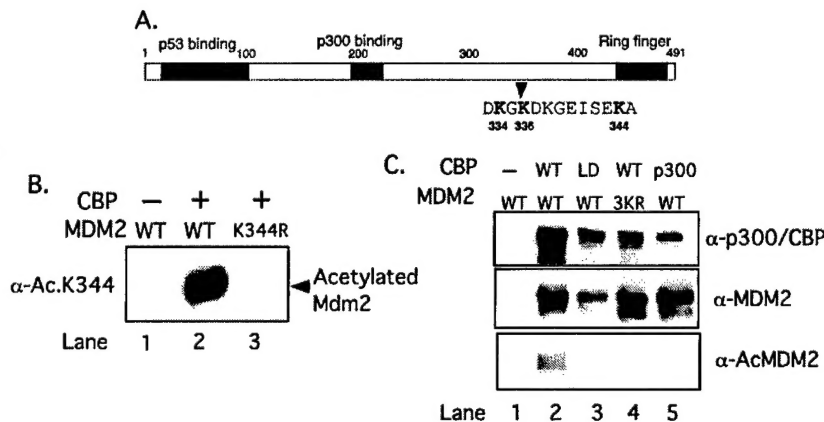 A.
p53 binding p300 binding Ring finger
1 100 200 300 400 491
DKGKDKGEISEKA
334 336 344
B.
CBP – + +
MDM2 WT WT K344R
α-Ac.K344
Acetylated
Mdm2
Lane 1 2 3
C.
CBP – WT LD WT p300
MDM2 WT WT WT 3KR WT
α-p300/CBP
α-MDM2
α-AcMDM2
Lane 1 2 3 4 5